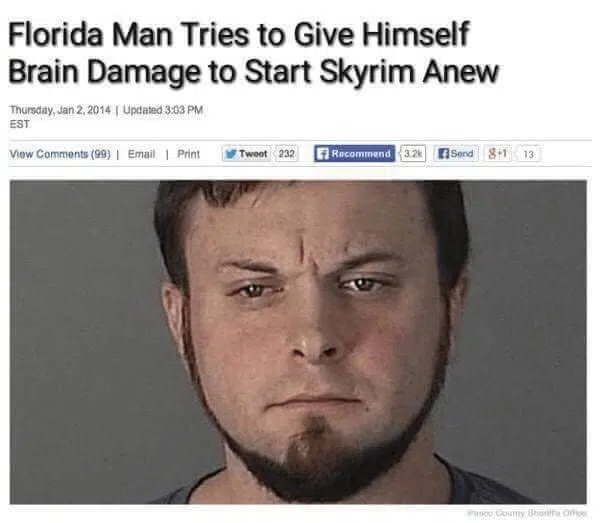 Florida Man Tries to Give Himself
Brain Damage to Start Skyrim Anew
Thursday, Jan 2, 2014 | Updated 3:03 PM
EST
View Comments (99) | Email | Print Tweet 232 Recommend 3.2k Send +1 13
Pasco County Sheriff's Office